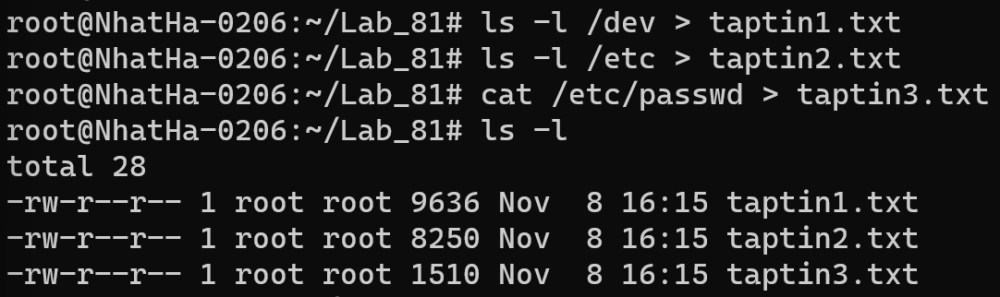 root@NhatHa-0206:~/Lab_81# ls -l /dev > taptin1.txt
root@NhatHa-0206:~/Lab_81# ls -l /etc > taptin2.txt
root@NhatHa-0206:~/Lab_81# cat /etc/passwd > taptin3.txt
root@NhatHa-0206:~/Lab_81# ls -l
total 28
-rw-r--r-- 1 root root 9636 Nov  8 16:15 taptin1.txt
-rw-r--r-- 1 root root 8250 Nov  8 16:15 taptin2.txt
-rw-r--r-- 1 root root 1510 Nov  8 16:15 taptin3.txt